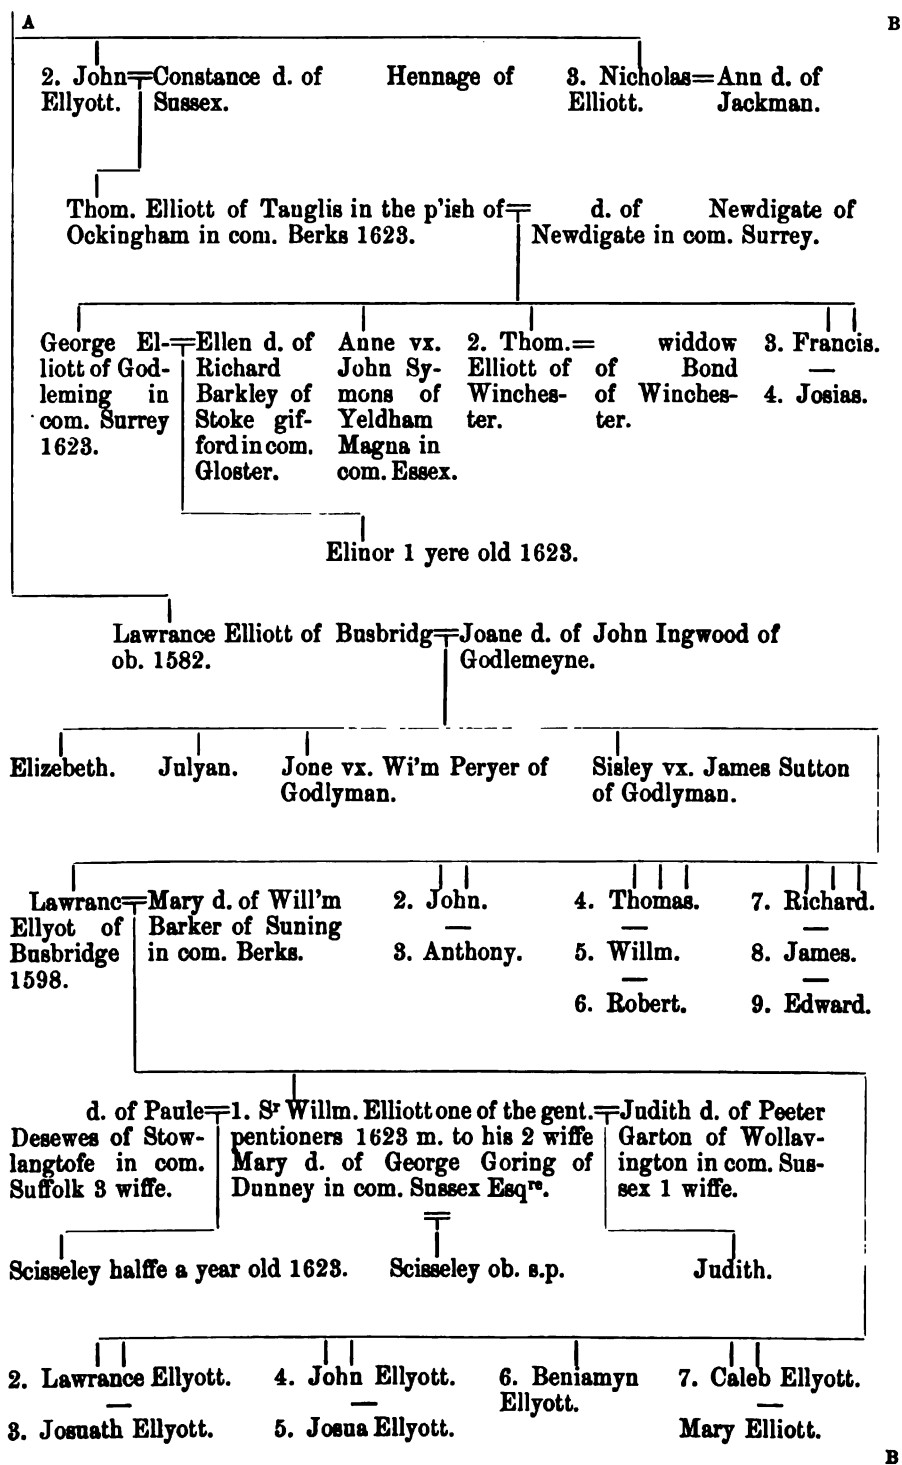 A B
2. John=Constance d. of Hennage of 3. Nicholas=Ann d. of
Ellyott. Sussex. Elliott. Jackman.
Thom. Elliott of Tauglis in the p'ish of= d. of Newdigate of
Ockingham in com. Berks 1623. Newdigate in com. Surrey.
George El-=Ellen d. of Anne vx. 2. Thom.= widdow 3. Francis.
liott of God- Richard John Sy- Elliott of of Bond —
leming in Barkley of mons of Winches- of Winches- 4. Josias.
com. Surrey Stoke gif- Yeldham ter. ter.
1623. ford in com. Magna in
Gloster. com. Essex.
Elinor 1 yere old 1623.
Lawrance Elliott of Busbridg=Joane d. of John Ingwood of
ob. 1582. Godlemeyne.
Elizebeth. Julyan. Jone vx. Wi'm Peryer of Sisley vx. James Sutton
Godlyman. of Godlyman.
Lawranc=Mary d. of Will'm 2. John. 4. Thomas. 7. Richard.
Ellyot of Barker of Suning — — —
Busbridge in com. Berks. 3. Anthony. 5. Willm. 8. James.
1598. — —
6. Robert. 9. Edward.
d. of Paule=1. Sr Willm. Elliott one of the gent.=Judith d. of Peeter
Desewes of Stow- pentioners 1623 m. to his 2 wiffe Garton of Wollav-
langtofe in com. Mary d. of George Goring of ington in com. Sus-
Suffolk 3 wiffe. Dunney in com. Sussex Esqre. sex 1 wiffe.
=
Scisseley halffe a year old 1623. Scisseley ob. s.p. Judith.
2. Lawrance Ellyott. 4. John Ellyott. 6. Beniamyn 7. Caleb Ellyott.
— — Ellyott. —
3. Josuath Ellyott. 5. Josua Ellyott. Mary Elliott.
B